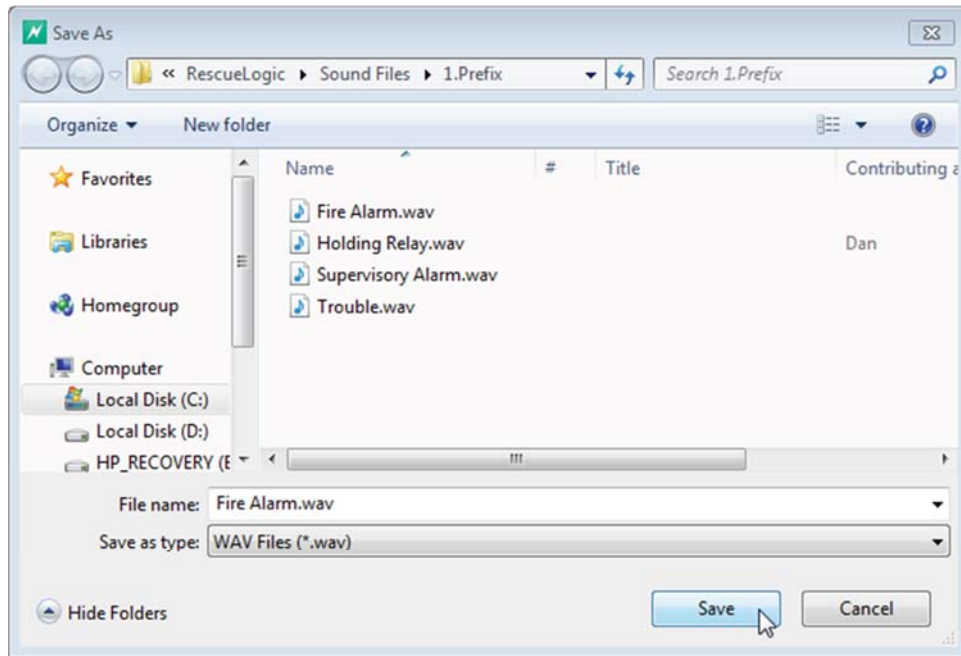 Save As
« RescueLogic ▸ Sound Files ▸ 1.Prefix
Search 1.Prefix
Organize ▾ New folder
Name # Title Contributing a
Favorites
Libraries
Homegroup
Computer
Local Disk (C:)
Local Disk (D:)
HP_RECOVERY (E
Fire Alarm.wav
Holding Relay.wav Dan
Supervisory Alarm.wav
Trouble.wav
File name: Fire Alarm.wav
Save as type: WAV Files (*.wav)
Hide Folders
Save Cancel